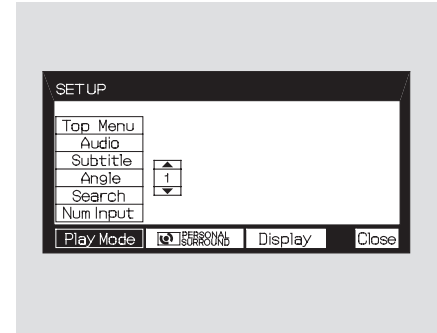 SETUP
Top Menu
Audio
Subtitle
Angle
1
Search
Num Input
Play Mode
PERSONAL
SURROUND
Display
Close